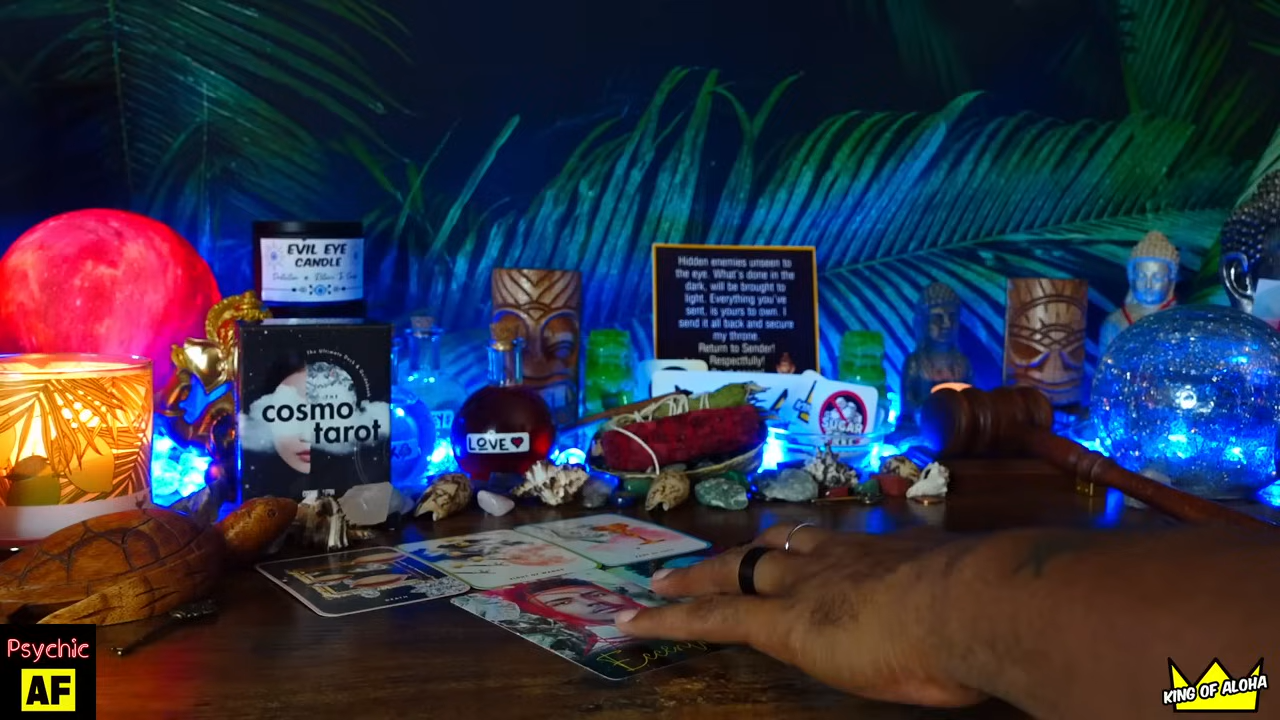 EVIL EYE
CANDLE
THE
cosmo
tarot
LOVE
Hidden enemies unseen to
the eye. What's done in the
dark, will be brought to
light. Everything you've
sent, is yours to own. I
send it all back and secure
my throne.
Return to Sender!
Respectfully!
SUGAR
DEATH
Psychic
AF
KING OF ALOHA